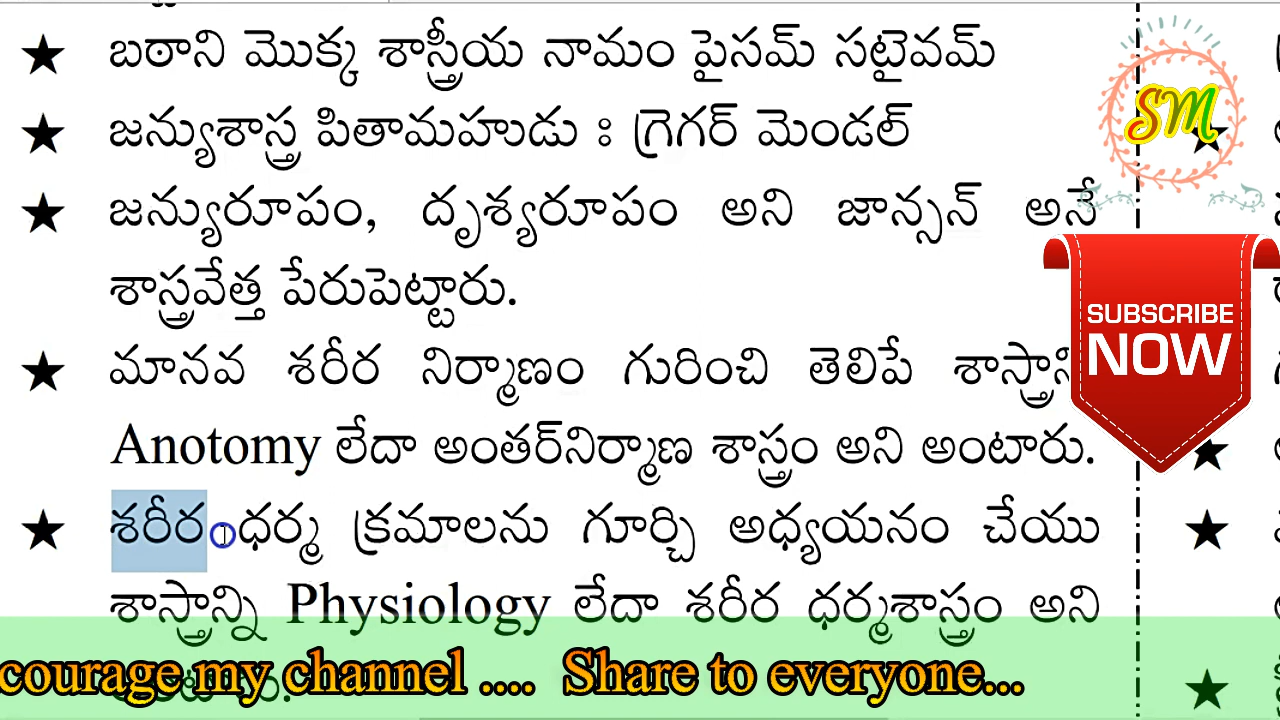 ★ బఠాని మొక్క శాస్త్రీయ నామం పైసమ్ సటైవమ్
★ జన్యుశాస్త్ర పితామహుడు : గ్రెగర్ మెండల్
★ జన్యురూపం, దృశ్యరూపం అని జాన్సన్ అనే
శాస్త్రవేత్త పేరుపెట్టారు.
★ మానవ శరీర నిర్మాణం గురించి తెలిపే
Anotomy లేదా అంతర్‌నిర్మాణ శాస్త్రం అని అంటారు.
★ శరీర ధర్మ క్రమాలను గూర్చి అధ్యయనం చేయు
శాస్త్రాన్ని Physiology లేదా శరీర ధర్మశాస్త్రం అని
SM
SUBSCRIBE
NOW
courage my channel .... Share to everyone...